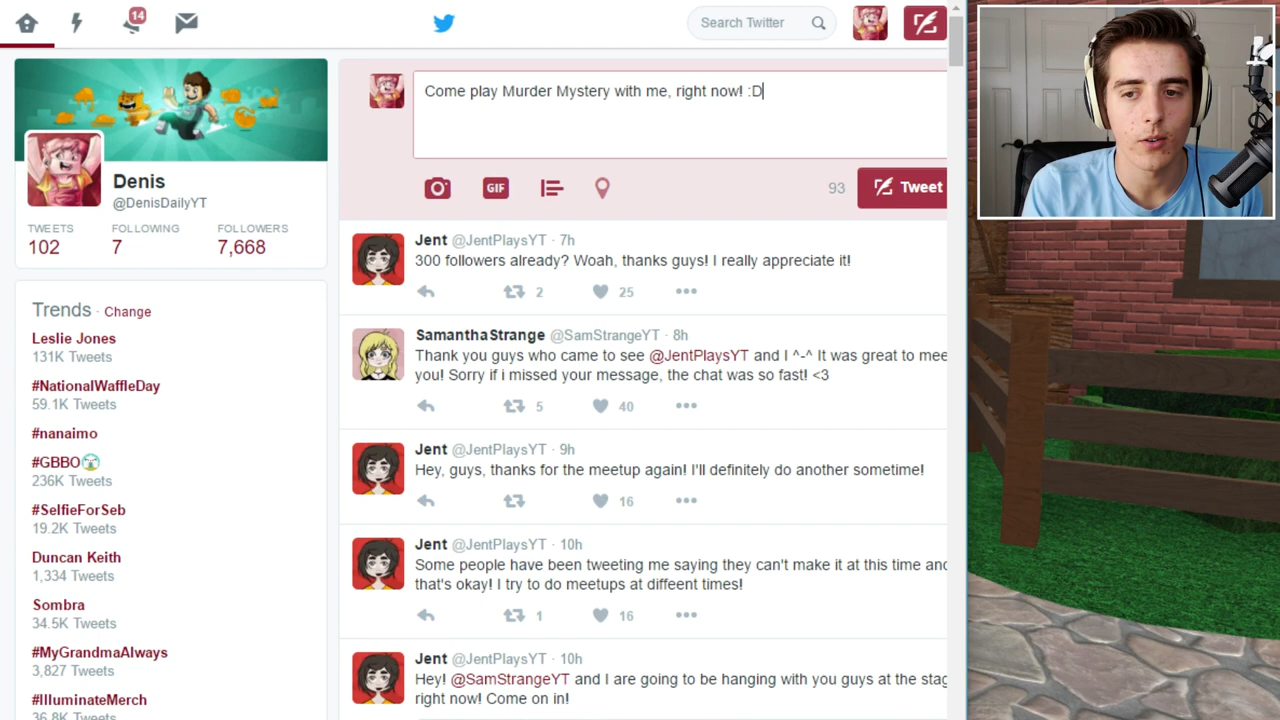 14
Search Twitter
Come play Murder Mystery with me, right now! :D
GIF
93
Tweet
Denis
@DenisDailyYT
TWEETS FOLLOWING FOLLOWERS
102 7 7,668
Trends · Change
Leslie Jones
131K Tweets
#NationalWaffleDay
59.1K Tweets
#nanaimo
#GBBO
236K Tweets
#SelfieForSeb
19.2K Tweets
Duncan Keith
1,334 Tweets
Sombra
34.5K Tweets
#MyGrandmaAlways
3,827 Tweets
#IlluminateMerch
36.8K Tweets
Jent @JentPlaysYT · 7h
300 followers already? Woah, thanks guys! I really appreciate it!
2 25
SamanthaStrange @SamStrangeYT · 8h
Thank you guys who came to see @JentPlaysYT and I ^-^ It was great to mee
you! Sorry if i missed your message, the chat was so fast! <3
5 40
Jent @JentPlaysYT · 9h
Hey, guys, thanks for the meetup again! I'll definitely do another sometime!
16
Jent @JentPlaysYT · 10h
Some people have been tweeting me saying they can't make it at this time and
that's okay! I try to do meetups at diffeent times!
1 16
Jent @JentPlaysYT · 10h
Hey! @SamStrangeYT and I are going to be hanging with you guys at the stag
right now! Come on in!